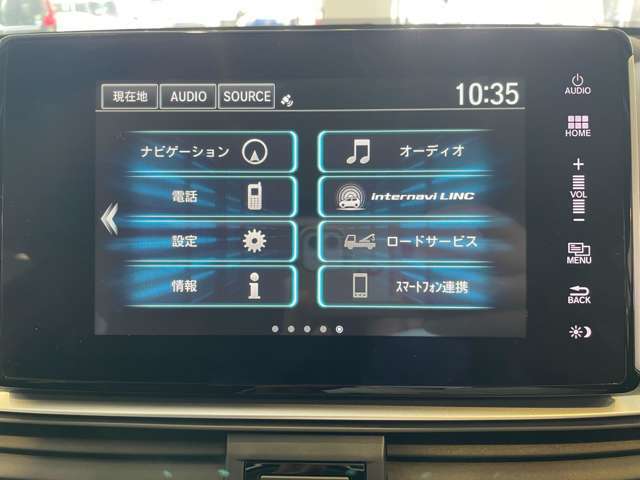 現在地 AUDIO SOURCE 10:35
ナビゲーション オーディオ
電話 internavi LINC
設定 ロードサービス
情報 スマートフォン連携
AUDIO
HOME
+
VOL
−
MENU
BACK